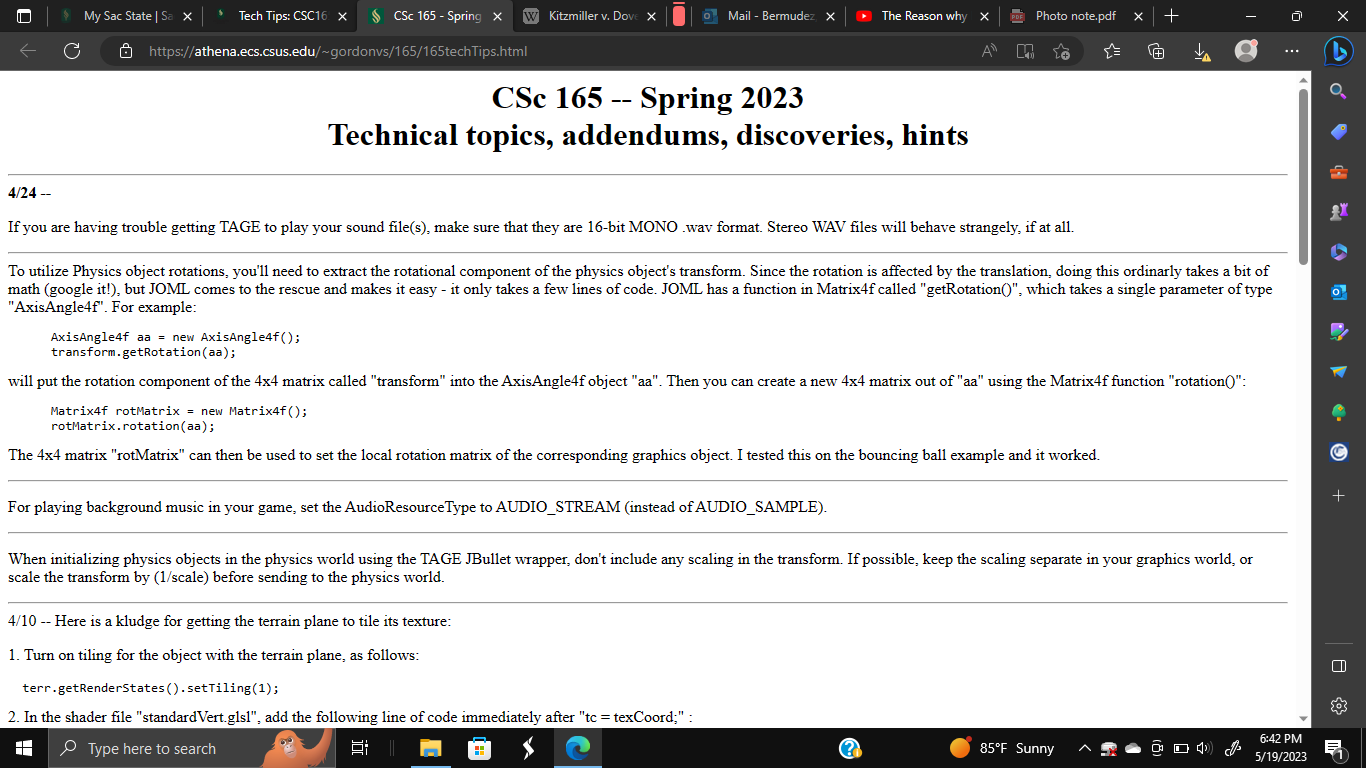 My Sac State | Sa
Tech Tips: CSC16
CSc 165 - Spring
Kitzmiller v. Dove
Mail - Bermudez,
The Reason why
Photo note.pdf
https://athena.ecs.csus.edu/~gordonvs/165/165techTips.html
CSc 165 -- Spring 2023
Technical topics, addendums, discoveries, hints
4/24 --
If you are having trouble getting TAGE to play your sound file(s), make sure that they are 16-bit MONO .wav format. Stereo WAV files will behave strangely, if at all.
To utilize Physics object rotations, you'll need to extract the rotational component of the physics object's transform. Since the rotation is affected by the translation, doing this ordinarly takes a bit of
math (google it!), but JOML comes to the rescue and makes it easy - it only takes a few lines of code. JOML has a function in Matrix4f called "getRotation()", which takes a single parameter of type
"AxisAngle4f". For example:
AxisAngle4f aa = new AxisAngle4f();
transform.getRotation(aa);
will put the rotation component of the 4x4 matrix called "transform" into the AxisAngle4f object "aa". Then you can create a new 4x4 matrix out of "aa" using the Matrix4f function "rotation()":
Matrix4f rotMatrix = new Matrix4f();
rotMatrix.rotation(aa);
The 4x4 matrix "rotMatrix" can then be used to set the local rotation matrix of the corresponding graphics object. I tested this on the bouncing ball example and it worked.
For playing background music in your game, set the AudioResourceType to AUDIO_STREAM (instead of AUDIO_SAMPLE).
When initializing physics objects in the physics world using the TAGE JBullet wrapper, don't include any scaling in the transform. If possible, keep the scaling separate in your graphics world, or
scale the transform by (1/scale) before sending to the physics world.
4/10 -- Here is a kludge for getting the terrain plane to tile its texture:
1. Turn on tiling for the object with the terrain plane, as follows:
terr.getRenderStates().setTiling(1);
2. In the shader file "standardVert.glsl", add the following line of code immediately after "tc = texCoord;" :
Type here to search
85°F Sunny
6:42 PM
5/19/2023
1